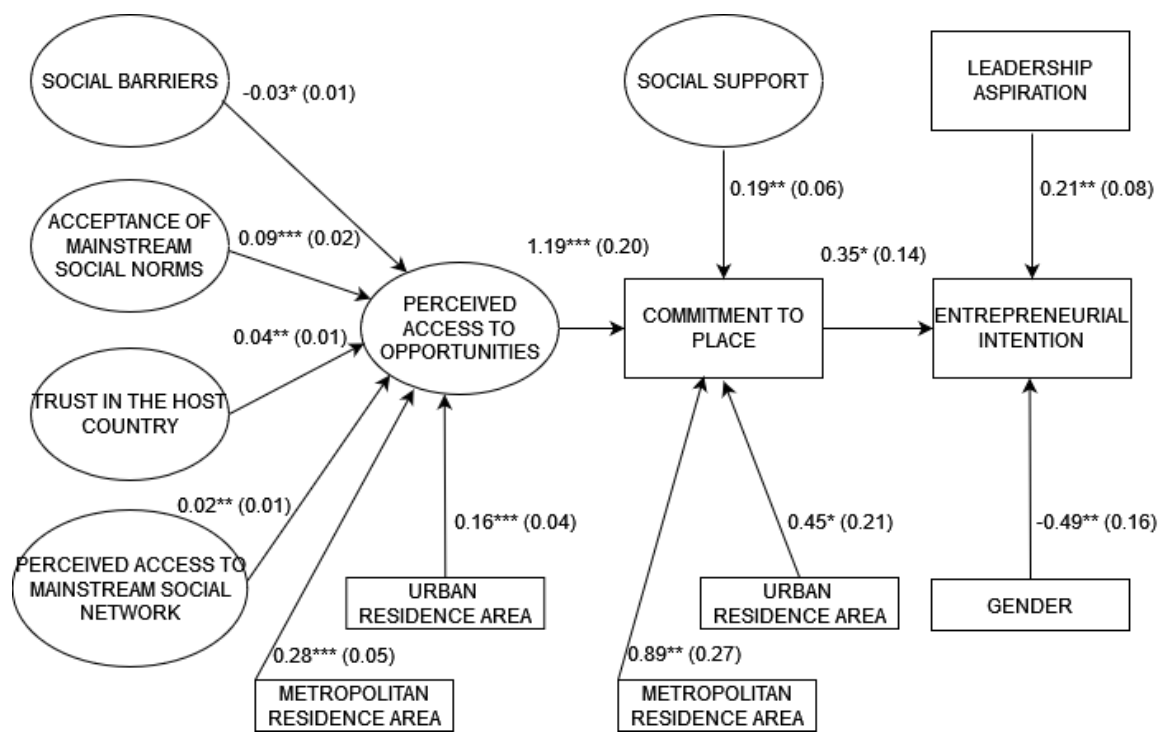 SOCIAL BARRIERS
-0.03* (0.01)
SOCIAL SUPPORT
LEADERSHIP
ASPIRATION
0.19** (0.06)
0.21** (0.08)
ACCEPTANCE OF
MAINSTREAM
SOCIAL NORMS
0.09*** (0.02)
1.19*** (0.20)
0.35* (0.14)
PERCEIVED
ACCESS TO
OPPORTUNITIES
COMMITMENT TO
PLACE
ENTREPRENEURIAL
INTENTION
0.04** (0.01)
TRUST IN THE HOST
COUNTRY
0.02** (0.01)
0.16*** (0.04)
0.45* (0.21)
-0.49** (0.16)
PERCEIVED ACCESS TO
MAINSTREAM SOCIAL
NETWORK
URBAN
RESIDENCE AREA
URBAN
RESIDENCE AREA
GENDER
0.28*** (0.05)
0.89** (0.27)
METROPOLITAN
RESIDENCE AREA
METROPOLITAN
RESIDENCE AREA